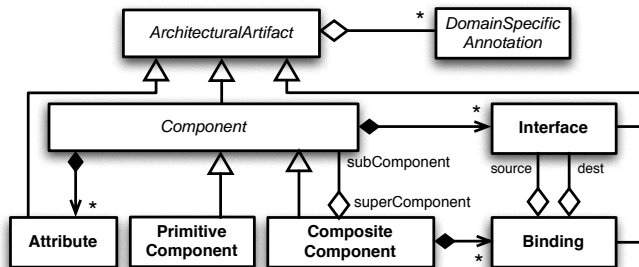 ArchitecturalArtifact
*
DomainSpecific
Annotation
Component
*
Interface
subComponent
source
dest
superComponent
*
Attribute
Primitive
Component
Composite
Component
*
Binding